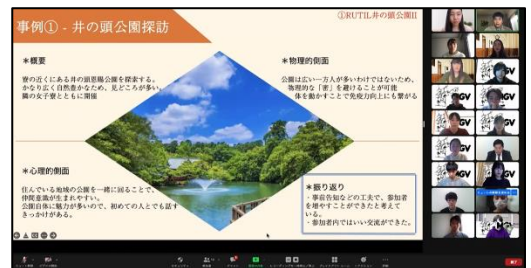 ①RUTIL井の頭公園II
事例① - 井の頭公園探訪
＊概要
寮の近くにある井の頭恩賜公園を探索する。
かなり広く自然豊かなため、見どころが多い。
隣の女子寮とともに開催
＊物理的側面
公園は広い一方人が多いわけではないため、
物理的な「密」を避けることが可能
体を動かすことで免疫力向上にも繋がる
＊心理的側面
住んでいる地域の公園を一緒に回ることで、
仲間意識が生まれやすい。
公園自体に魅力が多いので、初めての人とでも話す
きっかけがある。
＊振り返り
・事前告知などの工夫で、参加者
を増やすことができたと考えて
いる。
・参加者内ではいい交流ができた。